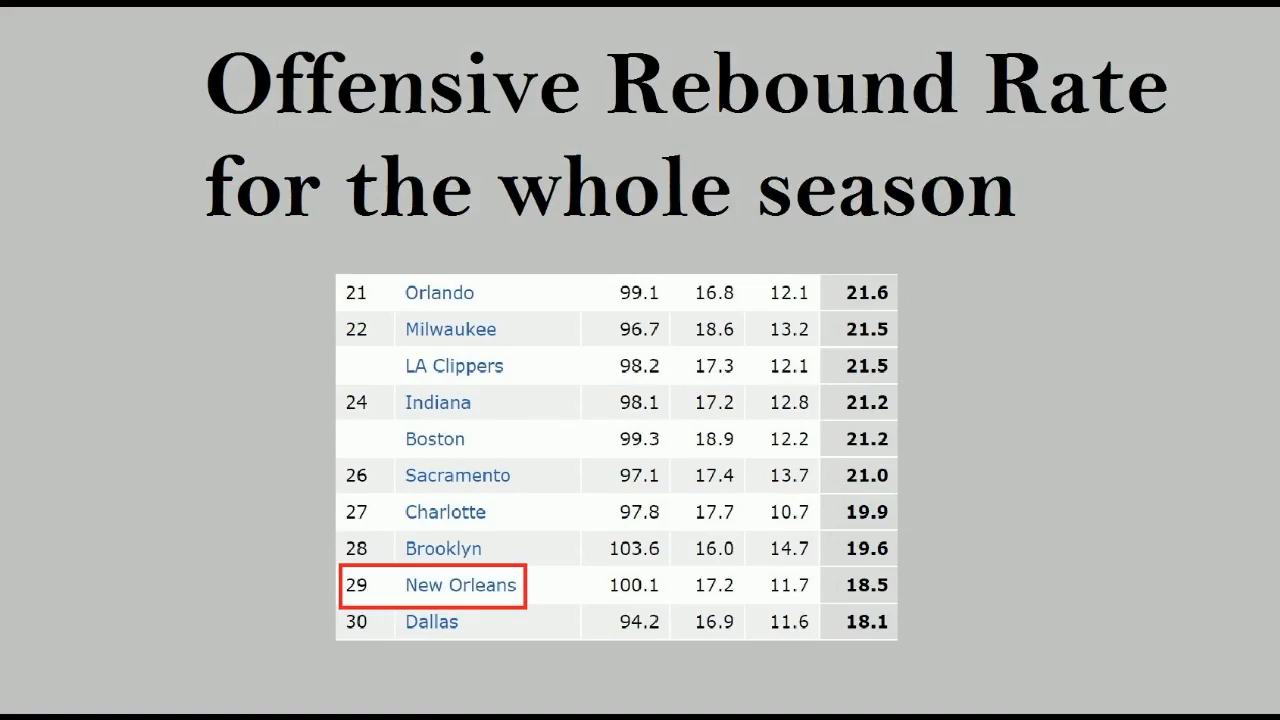 Offensive Rebound Rate
for the whole season
21 Orlando 99.1 16.8 12.1 21.6
22 Milwaukee 96.7 18.6 13.2 21.5
LA Clippers 98.2 17.3 12.1 21.5
24 Indiana 98.1 17.2 12.8 21.2
Boston 99.3 18.9 12.2 21.2
26 Sacramento 97.1 17.4 13.7 21.0
27 Charlotte 97.8 17.7 10.7 19.9
28 Brooklyn 103.6 16.0 14.7 19.6
29 New Orleans 100.1 17.2 11.7 18.5
30 Dallas 94.2 16.9 11.6 18.1